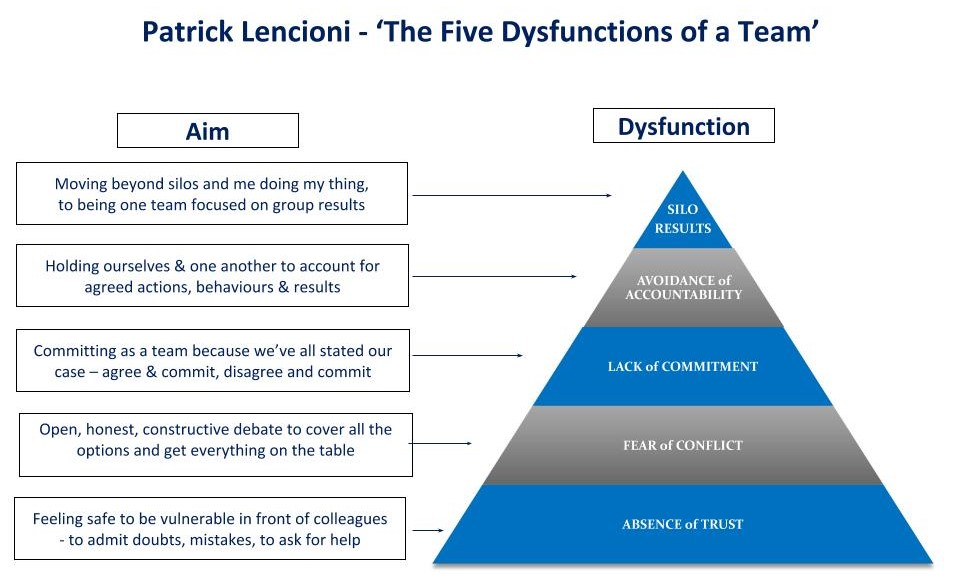 Patrick Lencioni - ‘The Five Dysfunctions of a Team’
Aim
Dysfunction
Moving beyond silos and me doing my thing,
to being one team focused on group results
SILO
RESULTS
Holding ourselves & one another to account for
agreed actions, behaviours & results
AVOIDANCE of
ACCOUNTABILITY
Committing as a team because we’ve all stated our
case – agree & commit, disagree and commit
LACK of COMMITMENT
Open, honest, constructive debate to cover all the
options and get everything on the table
FEAR of CONFLICT
Feeling safe to be vulnerable in front of colleagues
- to admit doubts, mistakes, to ask for help
ABSENCE of TRUST